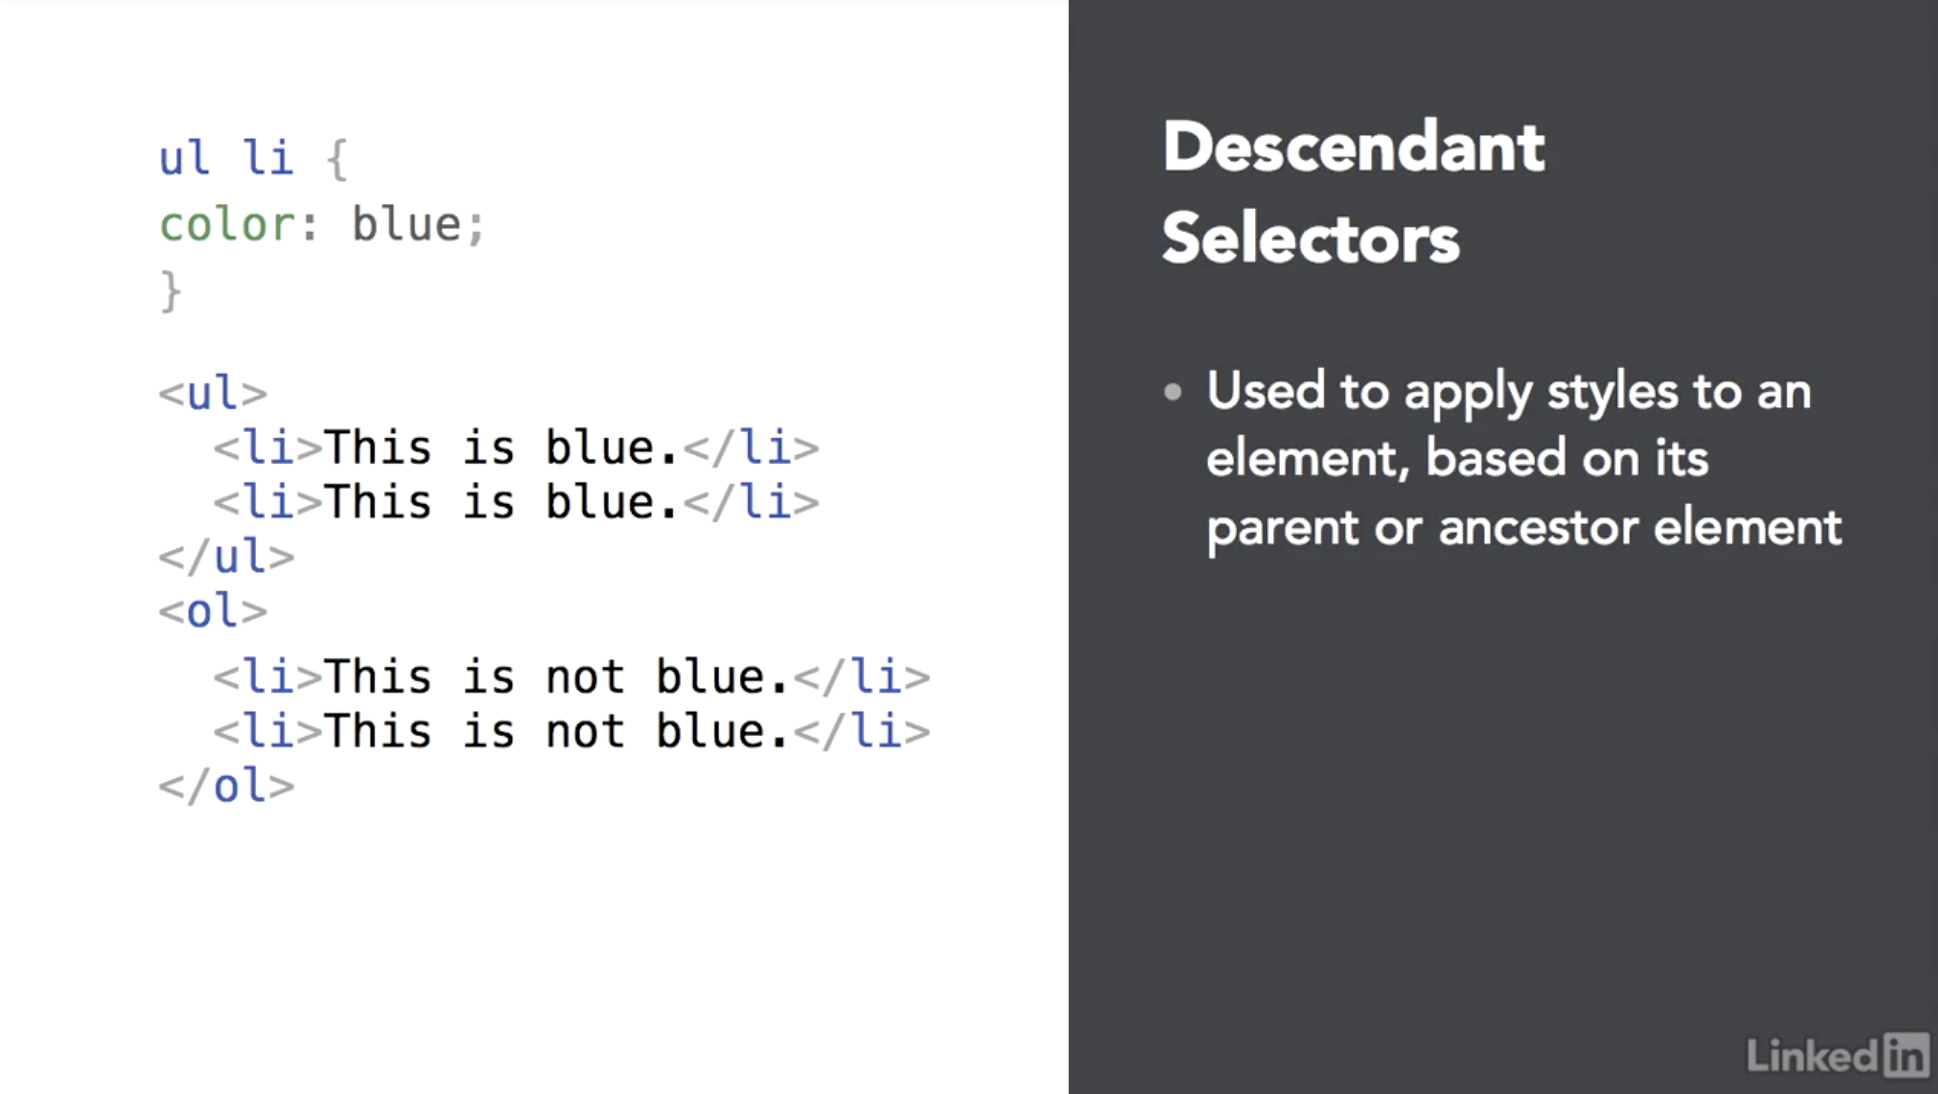 ul li {
color: blue;
}
<ul>
  <li>This is blue.</li>
  <li>This is blue.</li>
</ul>
<ol>
  <li>This is not blue.</li>
  <li>This is not blue.</li>
</ol>
Descendant
Selectors
• Used to apply styles to an
element, based on its
parent or ancestor element
Linked in